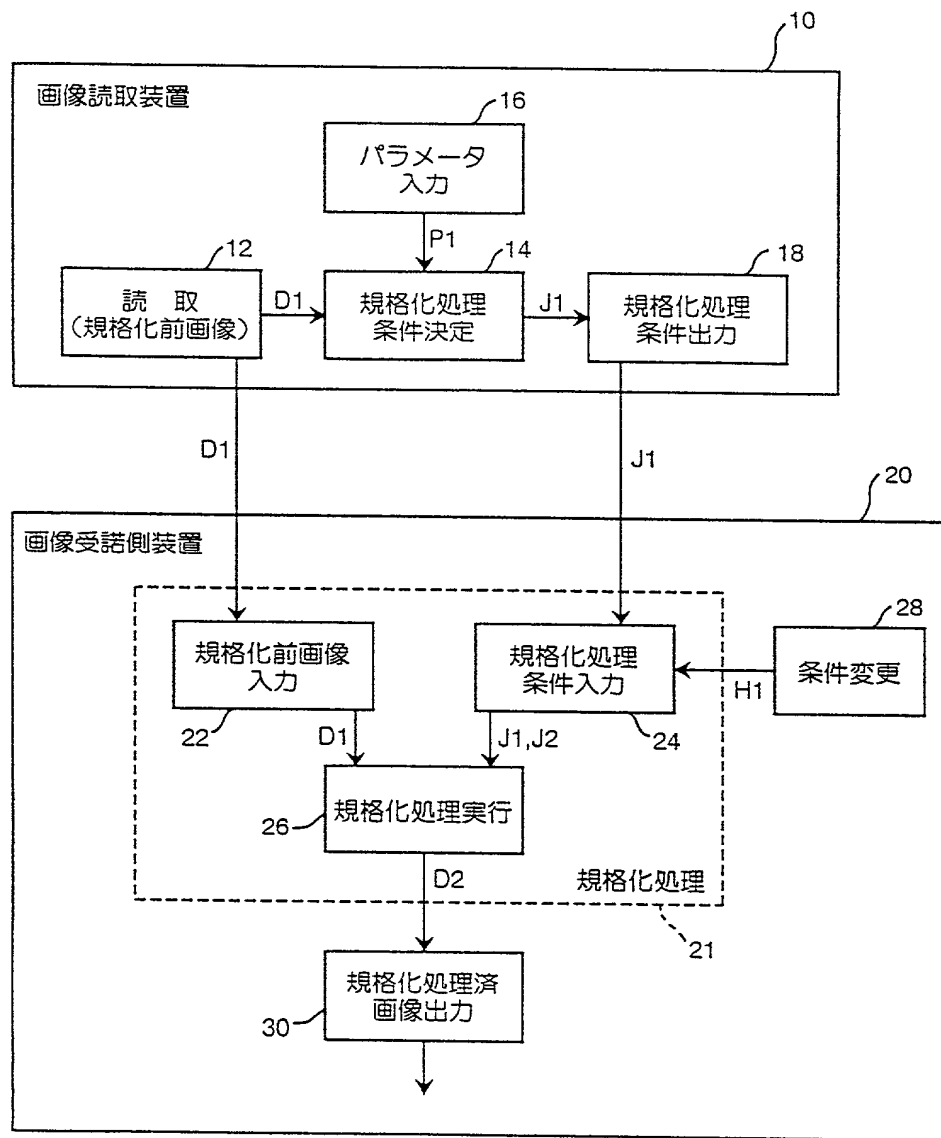 10
画像読取装置
16
パラメータ
入力
P1
12
14
18
読 取
(規格化前画像)
D1
規格化処理
条件決定
J1
規格化処理
条件出力
D1
J1
20
画像受諾側装置
28
規格化前画像
入力
規格化処理
条件入力
H1
条件変更
22
D1
J1,J2
24
26
規格化処理実行
D2
規格化処理
21
規格化処理済
画像出力
30